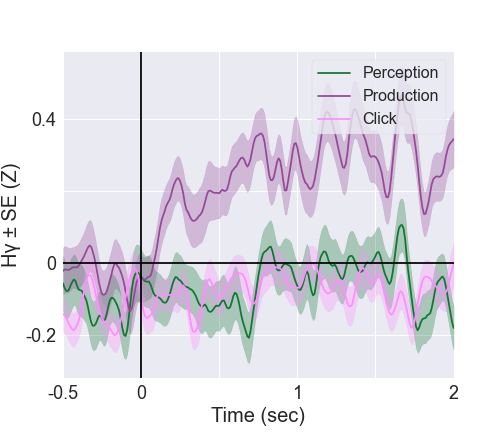 Perception
Production
Click
0.4
0
-0.2
Hγ ± SE (Z)
-0.5
0
1
2
Time (sec)